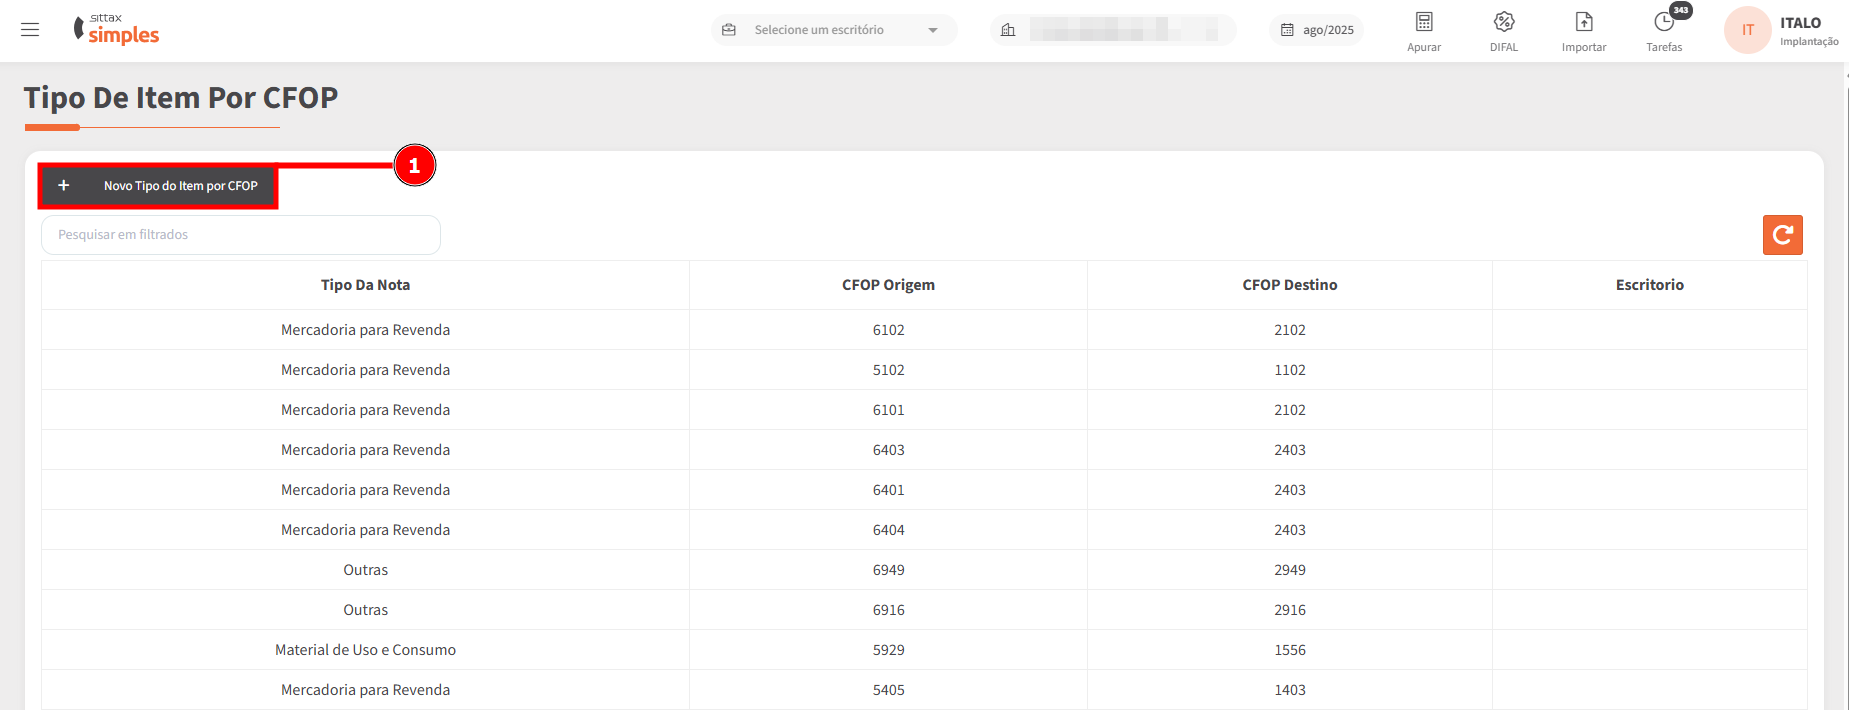 sittax
simples
Selecione um escritório
ago/2025
Apurar
DIFAL
Importar
343
Tarefas
IT
ITALO
Implantação
Tipo De Item Por CFOP
1
+ Novo Tipo do Item por CFOP
Pesquisar em filtrados
Tipo Da Nota CFOP Origem CFOP Destino Escritorio
Mercadoria para Revenda 6102 2102
Mercadoria para Revenda 5102 1102
Mercadoria para Revenda 6101 2102
Mercadoria para Revenda 6403 2403
Mercadoria para Revenda 6401 2403
Mercadoria para Revenda 6404 2403
Outras 6949 2949
Outras 6916 2916
Material de Uso e Consumo 5929 1556
Mercadoria para Revenda 5405 1403